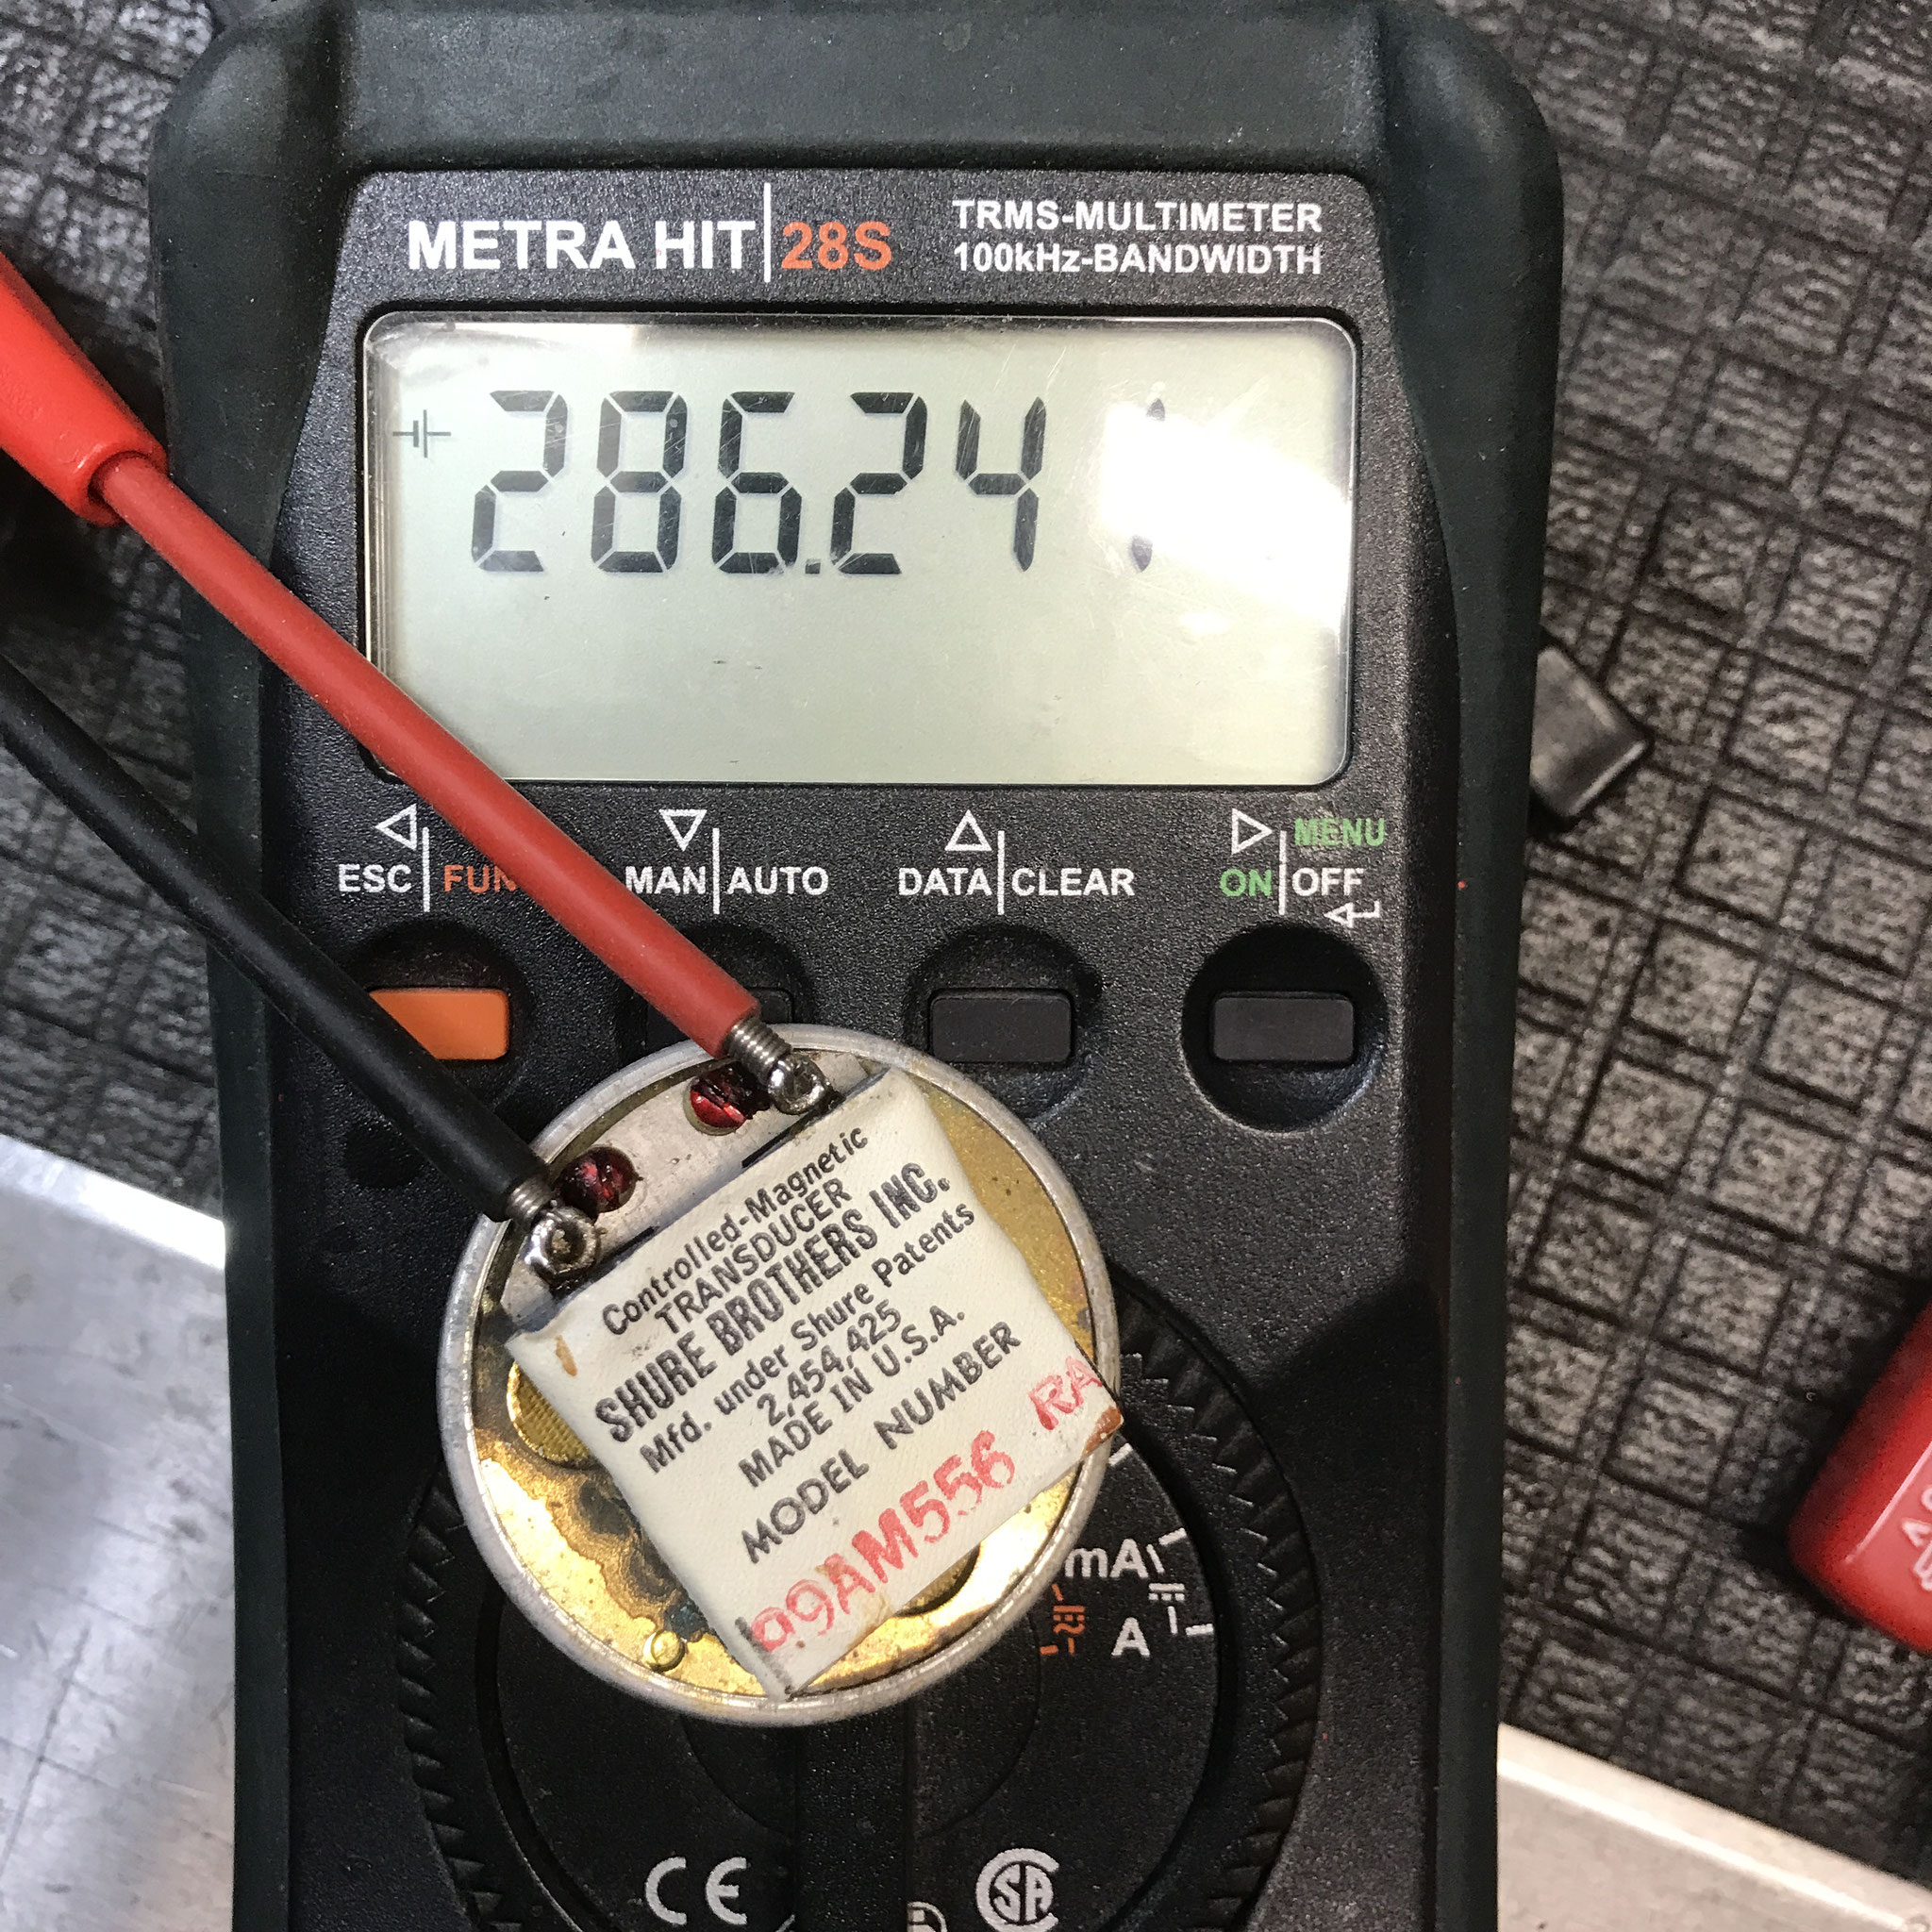 METRA HIT 28S
TRMS-MULTIMETER
100kHz-BANDWIDTH
286.24
ESC
MAN AUTO
DATA CLEAR
MENU
ON OFF
Controlled-Magnetic
TRANSDUCER
SHURE BROTHERS INC.
Mfd. under Shure Patents
2,454,425
MADE IN U.S.A.
MODEL NUMBER
99AM556 RA
mA
A
CE
SA